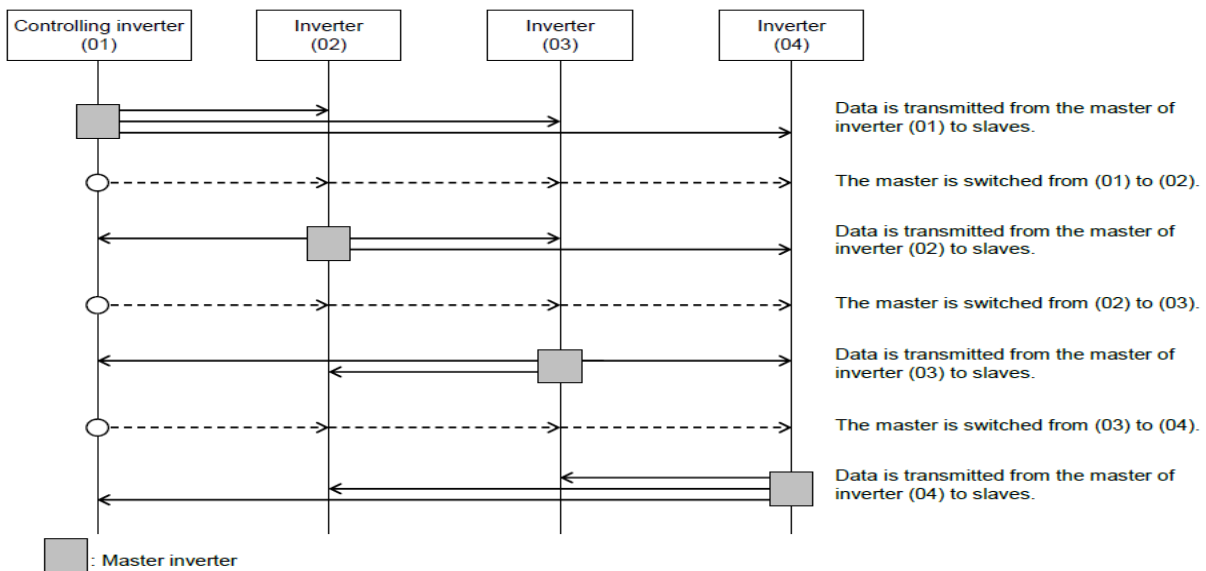 Controlling inverter
(01)
Inverter
(02)
Inverter
(03)
Inverter
(04)
Data is transmitted from the master of
inverter (01) to slaves.
The master is switched from (01) to (02).
Data is transmitted from the master of
inverter (02) to slaves.
The master is switched from (02) to (03).
Data is transmitted from the master of
inverter (03) to slaves.
The master is switched from (03) to (04).
Data is transmitted from the master of
inverter (04) to slaves.
: Master inverter